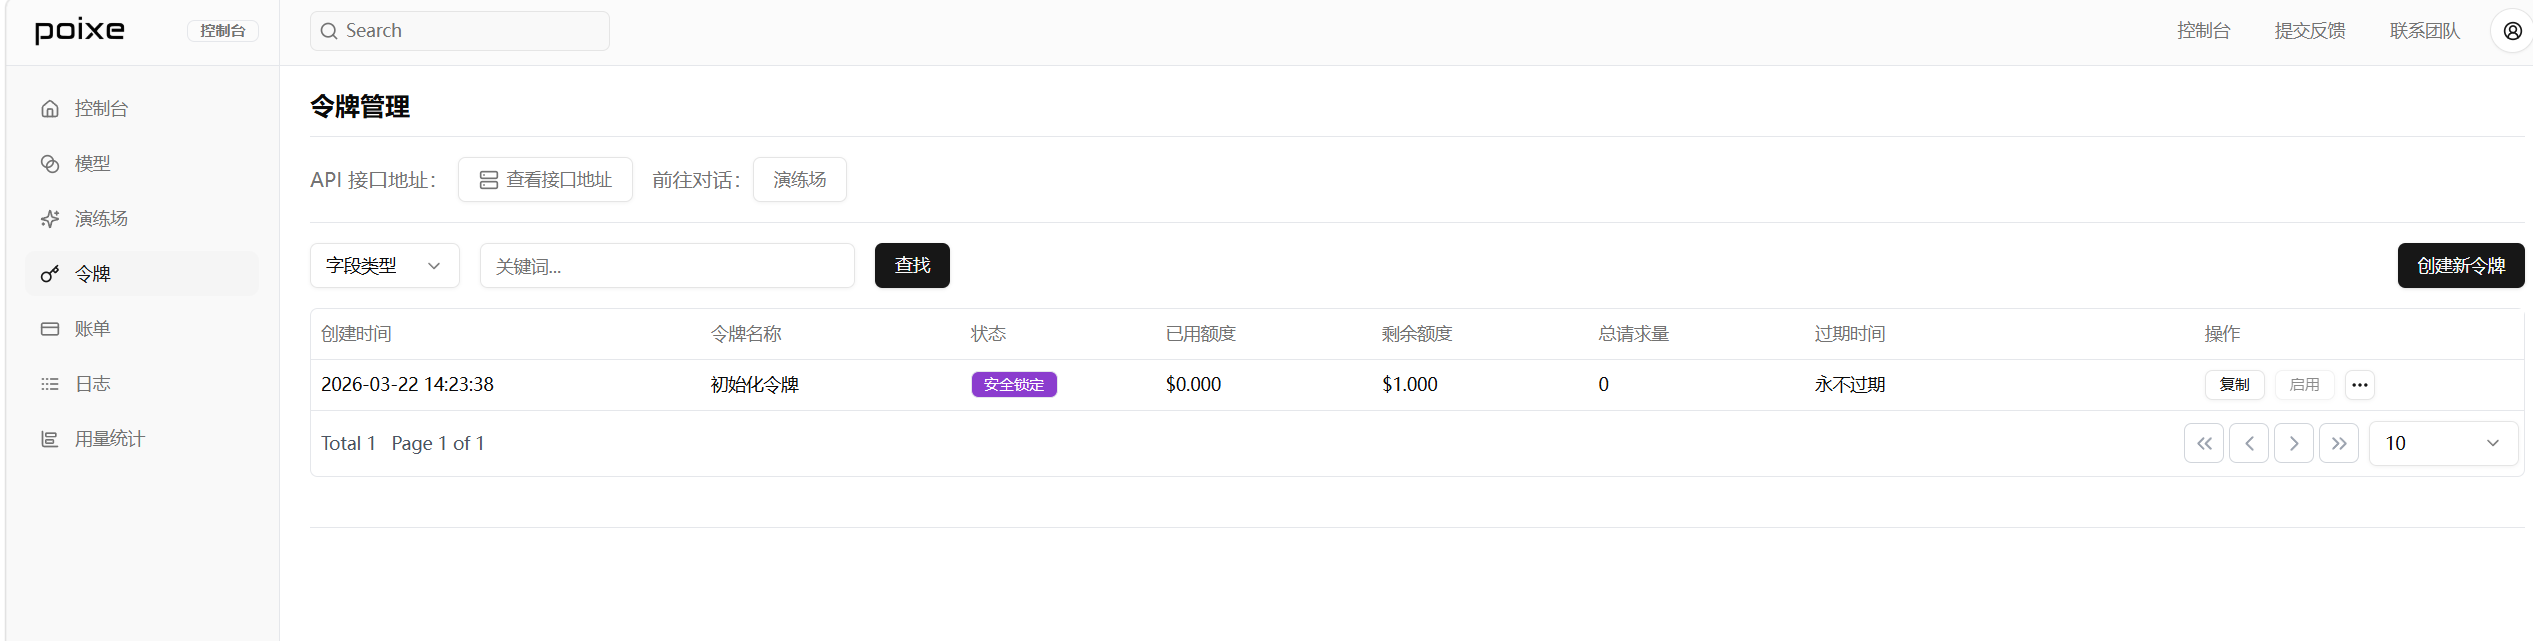 poixe 控制台 Search 控制台 提交反馈 联系团队
控制台
模型
演练场
令牌
账单
日志
用量统计
令牌管理
API 接口地址： 查看接口地址 前往对话： 演练场
字段类型 关键词... 查找 创建新令牌
创建时间 令牌名称 状态 已用额度 剩余额度 总请求量 过期时间 操作
2026-03-22 14:23:38 初始化令牌 安全锁定 $0.000 $1.000 0 永不过期 复制 启用
Total 1 Page 1 of 1 10